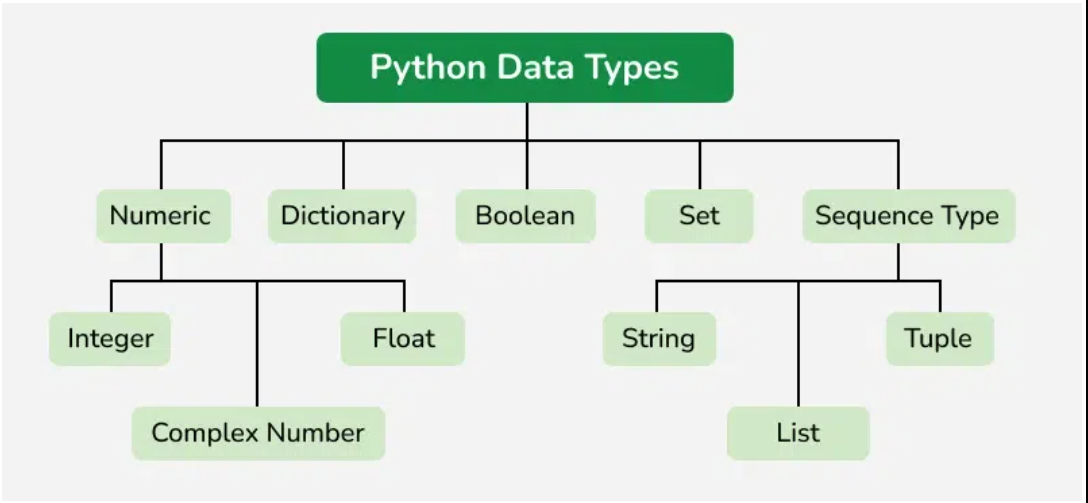 Python Data Types
Numeric
Dictionary
Boolean
Set
Sequence Type
Integer
Float
String
Tuple
Complex Number
List